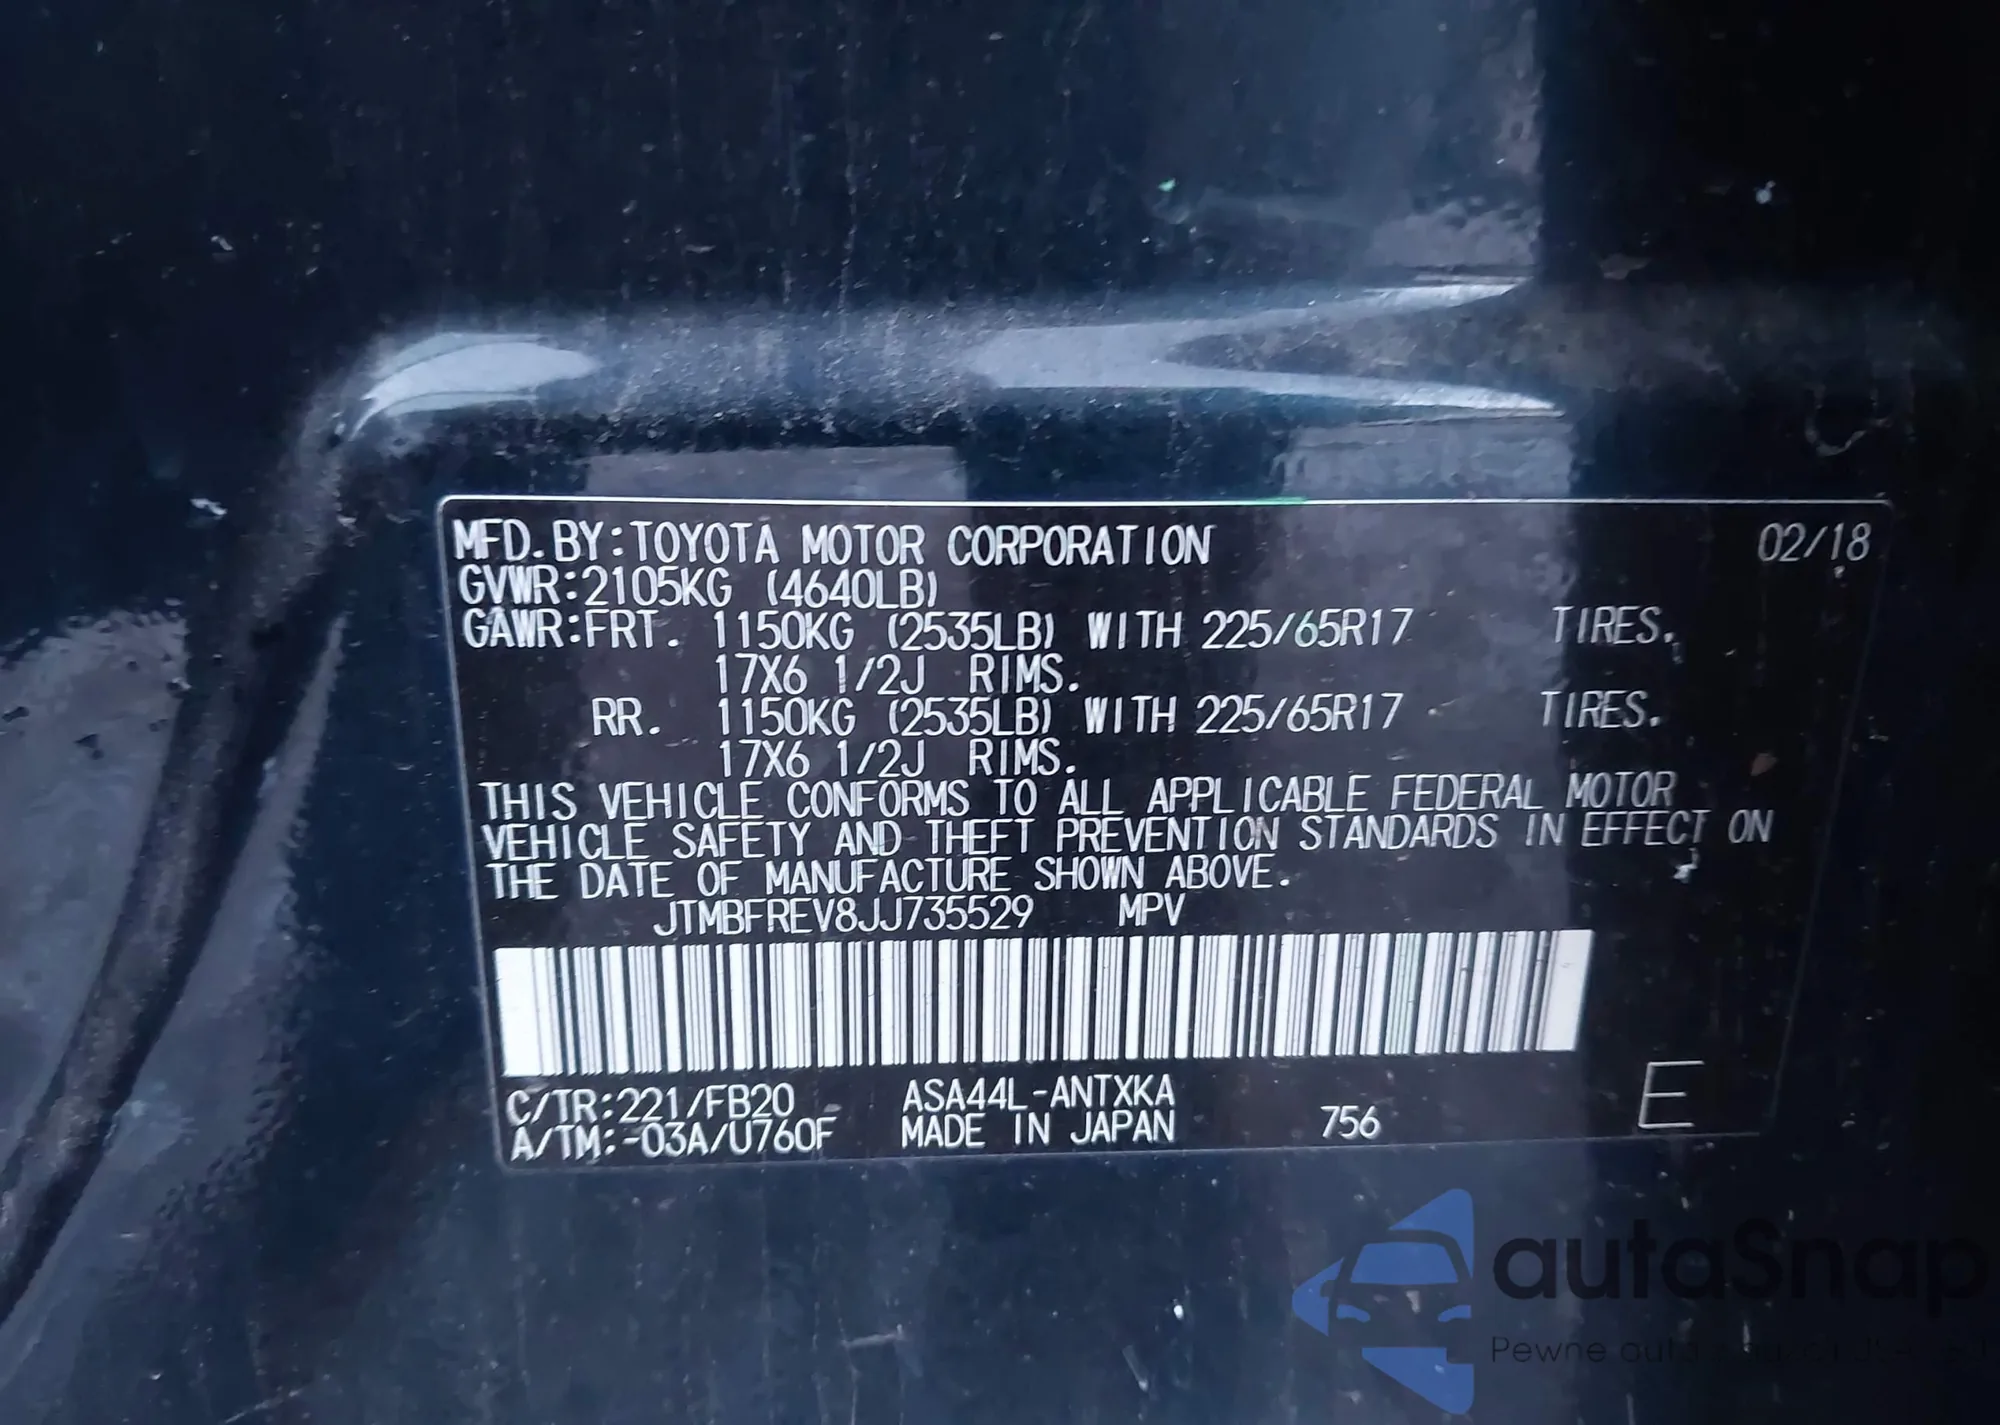 MFD.BY:TOYOTA MOTOR CORPORATION 02/18
GVWR:2105KG (4640LB)
GAWR:FRT. 1150KG (2535LB) WITH 225/65R17 TIRES.
17X6 1/2J RIMS.
RR. 1150KG (2535LB) WITH 225/65R17 TIRES.
17X6 1/2J RIMS.
THIS VEHICLE CONFORMS TO ALL APPLICABLE FEDERAL MOTOR
VEHICLE SAFETY AND THEFT PREVENTION STANDARDS IN EFFECT ON
THE DATE OF MANUFACTURE SHOWN ABOVE.
JTMBFREV8JJ735529 MPV
C/TR:221/FB20 ASA44L-ANTXKA
A/TM:-03A/U760F MADE IN JAPAN 756 E
autaSnap
Pewne auta